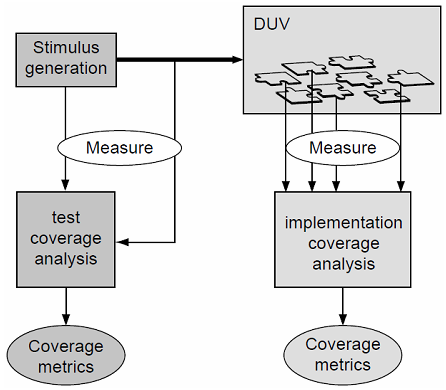 Stimulus
generation
DUV
Measure
Measure
test
coverage
analysis
implementation
coverage
analysis
Coverage
metrics
Coverage
metrics